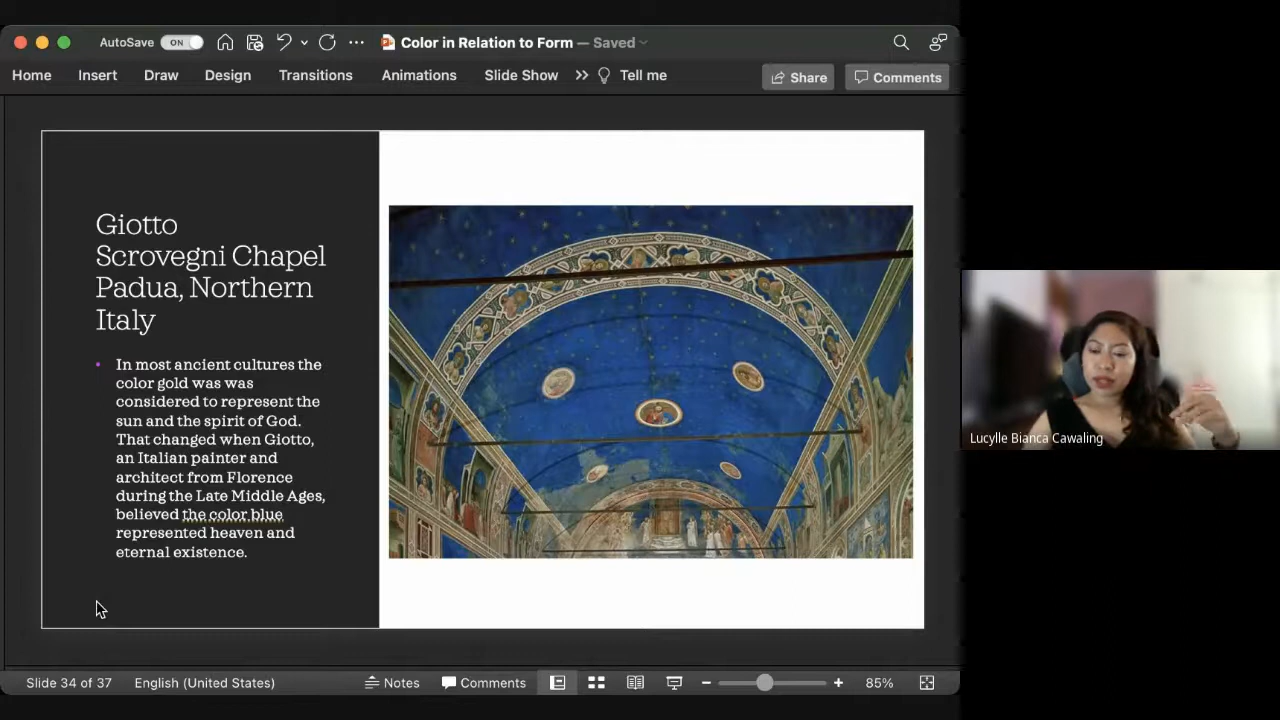 AutoSave ON Color in Relation to Form — Saved
Home Insert Draw Design Transitions Animations Slide Show Tell me Share Comments
Giotto
Scrovegni Chapel
Padua, Northern
Italy
• In most ancient cultures the
color gold was was
considered to represent the
sun and the spirit of God.
That changed when Giotto,
an Italian painter and
architect from Florence
during the Late Middle Ages,
believed the color blue
represented heaven and
eternal existence.
Lucylle Bianca Cawaling
Slide 34 of 37 English (United States) Notes Comments 85%